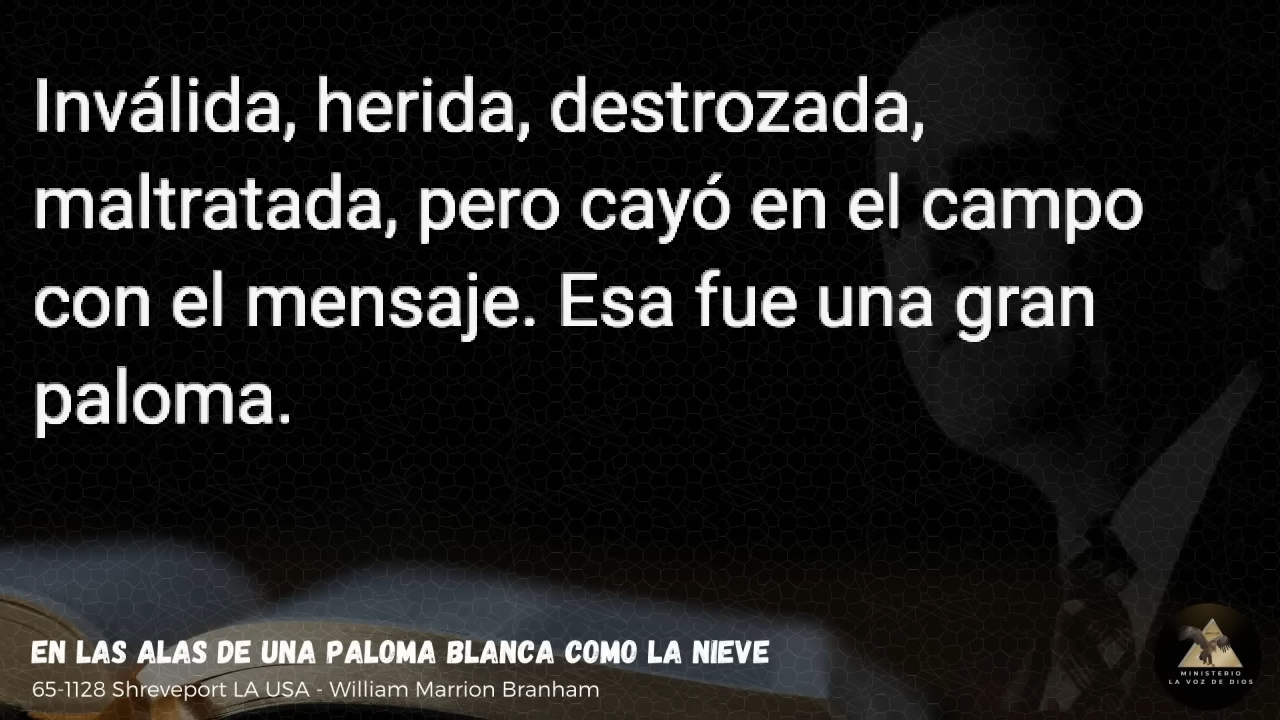 Inválida, herida, destrozada,
maltratada, pero cayó en el campo
con el mensaje. Esa fue una gran
paloma.
EN LAS ALAS DE UNA PALOMA BLANCA COMO LA NIEVE
65-1128 Shreveport LA USA - William Marrion Branham
MINISTERIO
LA VOZ DE DIOS